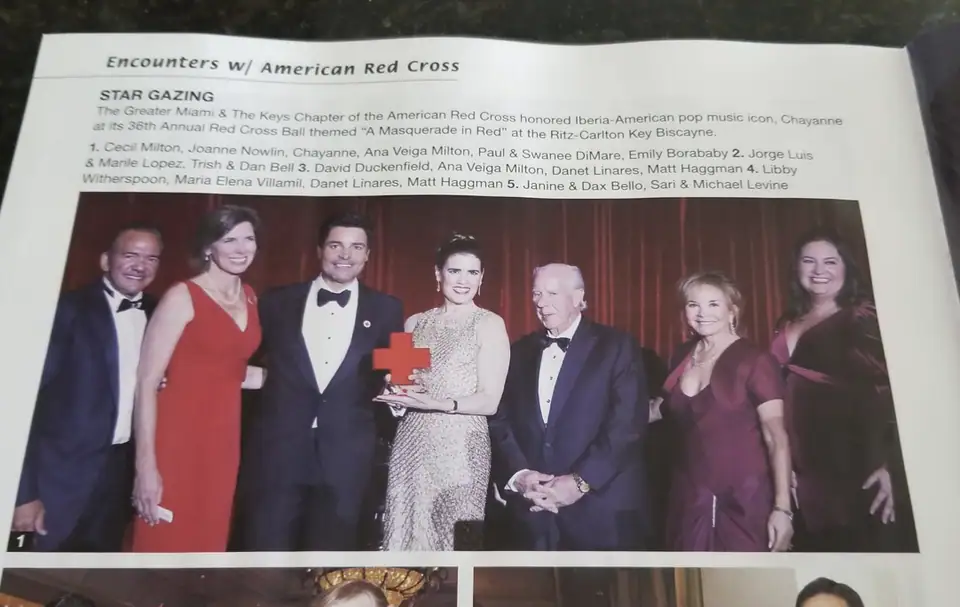 Encounters w/ American Red Cross
STAR GAZING
The Greater Miami & The Keys Chapter of the American Red Cross honored Iberia-American pop music icon, Chayanne
at its 36th Annual Red Cross Ball themed "A Masquerade in Red" at the Ritz-Carlton Key Biscayne.
1. Cecil Milton, Joanne Nowlin, Chayanne, Ana Veiga Milton, Paul & Swanee DiMare, Emily Borababy 2. Jorge Luis
& Marile Lopez, Trish & Dan Bell 3. David Duckenfield, Ana Veiga Milton, Danet Linares, Matt Haggman 4. Libby
Witherspoon, Maria Elena Villamil, Danet Linares, Matt Haggman 5. Janine & Dax Bello, Sari & Michael Levine
1